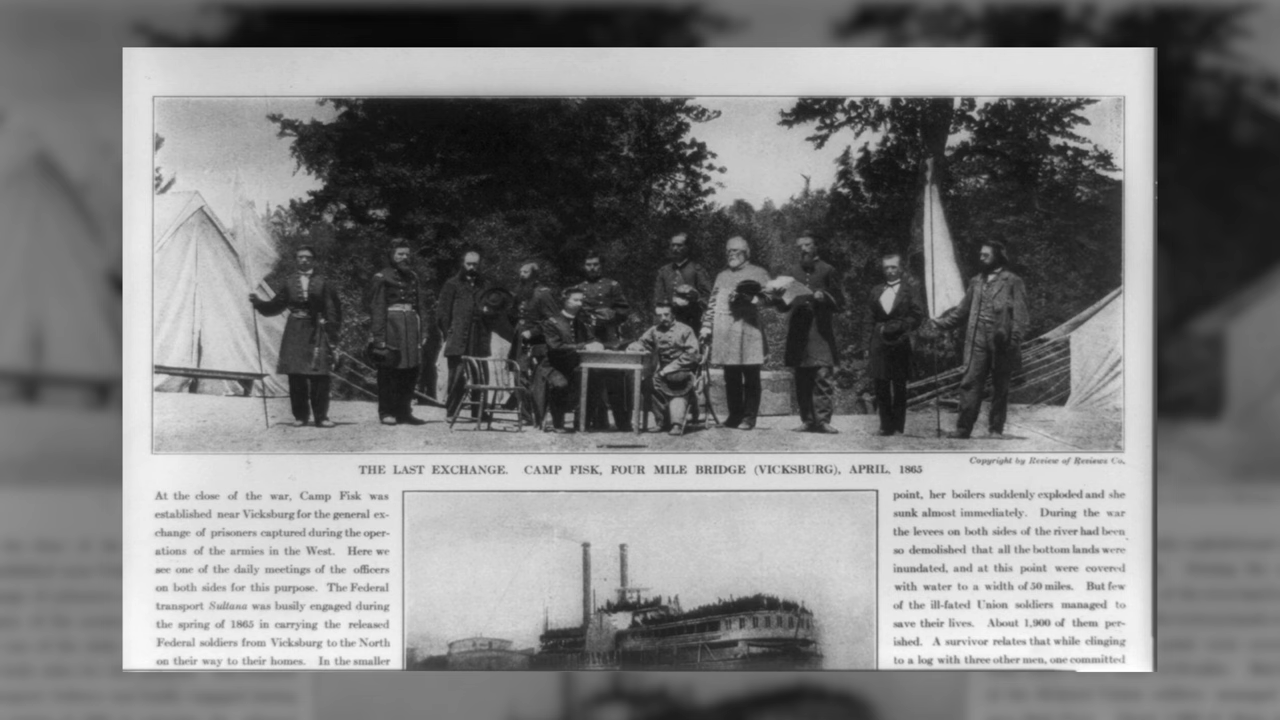 Copyright by Review of Reviews Co.
THE LAST EXCHANGE. CAMP FISK, FOUR MILE BRIDGE (VICKSBURG), APRIL, 1865
At the close of the war, Camp Fisk was
established near Vicksburg for the general ex-
change of prisoners captured during the oper-
ations of the armies in the West. Here we
see one of the daily meetings of the officers
on both sides for this purpose. The Federal
transport Sultana was busily engaged during
the spring of 1865 in carrying the released
Federal soldiers from Vicksburg to the North
on their way to their homes. In the smaller
point, her boilers suddenly exploded and she
sunk almost immediately. During the war
the levees on both sides of the river had been
so demolished that all the bottom lands were
inundated, and at this point were covered
with water to a width of 50 miles. But few
of the ill-fated Union soldiers managed to
save their lives. About 1,900 of them per-
ished. A survivor relates that while clinging
to a log with three other men, one committed